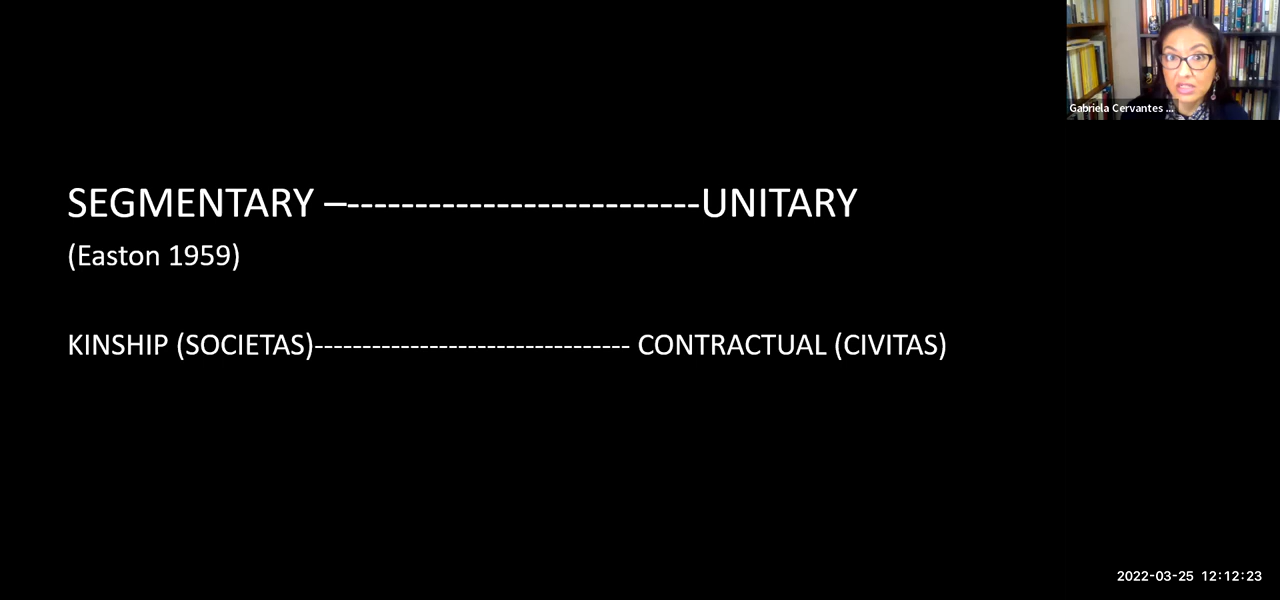 Gabriela Cervantes ...
SEGMENTARY –--------------------------UNITARY
(Easton 1959)
KINSHIP (SOCIETAS)--------------------------------- CONTRACTUAL (CIVITAS)
2022-03-25 12:12:23